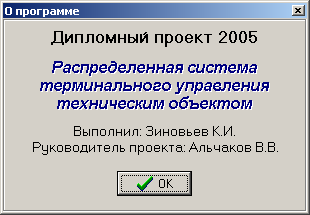 О программе
Дипломный проект 2005
Распределенная система
терминального управления
техническим объектом
Выполнил: Зиновьев К.И.
Руководитель проекта: Альчаков В.В.
OK